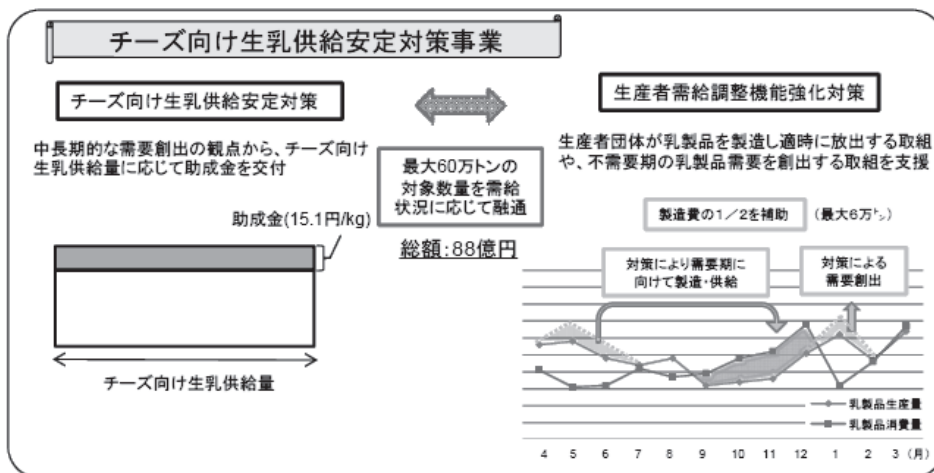 チーズ向け生乳供給安定対策事業
チーズ向け生乳供給安定対策
中長期的な需要創出の観点から、チーズ向け
生乳供給量に応じて助成金を交付
助成金(15.1円/kg)
チーズ向け生乳供給量
最大60万トンの
対象数量を需給
状況に応じて融通
総額：88億円
生産者需給調整機能強化対策
生産者団体が乳製品を製造し適時に放出する取組
や、不需要期の乳製品需要を創出する取組を支援
製造費の1／2を補助 （最大6万㌧）
対策により需要期に
向けて製造・供給
対策による
需要創出
乳製品生産量
乳製品消費量
4 5 6 7 8 9 10 11 12 1 2 3 (月)